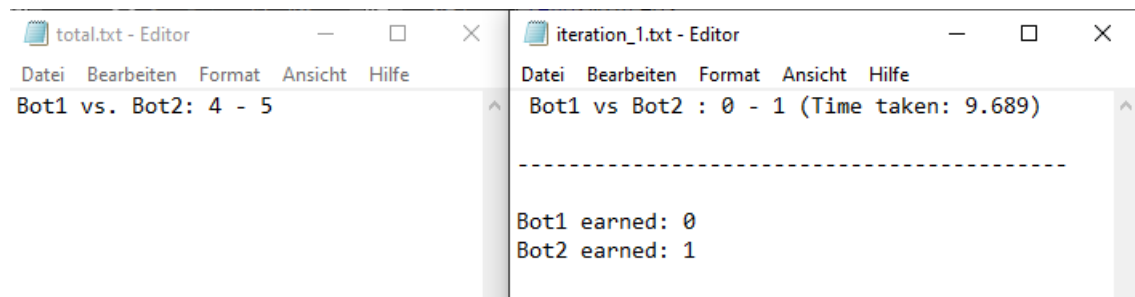 total.txt - Editor
Datei Bearbeiten Format Ansicht Hilfe
Bot1 vs. Bot2: 4 - 5
iteration_1.txt - Editor
Datei Bearbeiten Format Ansicht Hilfe
Bot1 vs Bot2 : 0 - 1 (Time taken: 9.689)
-------------------------------------------
Bot1 earned: 0
Bot2 earned: 1